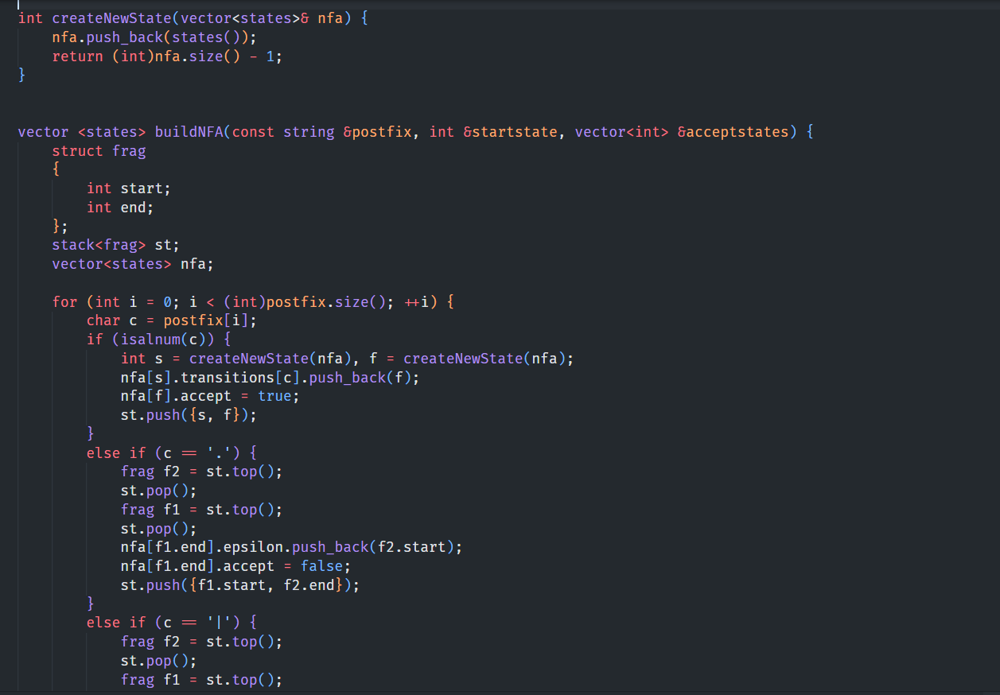 int createNewState(vector<states>& nfa) {
    nfa.push_back(states());
    return (int)nfa.size() - 1;
}
vector <states> buildNFA(const string &postfix, int &startstate, vector<int> &acceptstates) {
    struct frag
    {
        int start;
        int end;
    };
    stack<frag> st;
    vector<states> nfa;
    for (int i = 0; i < (int)postfix.size(); ++i) {
        char c = postfix[i];
        if (isalnum(c)) {
            int s = createNewState(nfa), f = createNewState(nfa);
            nfa[s].transitions[c].push_back(f);
            nfa[f].accept = true;
            st.push({s, f});
        }
        else if (c == '.') {
            frag f2 = st.top();
            st.pop();
            frag f1 = st.top();
            st.pop();
            nfa[f1.end].epsilon.push_back(f2.start);
            nfa[f1.end].accept = false;
            st.push({f1.start, f2.end});
        }
        else if (c == '|') {
            frag f2 = st.top();
            st.pop();
            frag f1 = st.top();